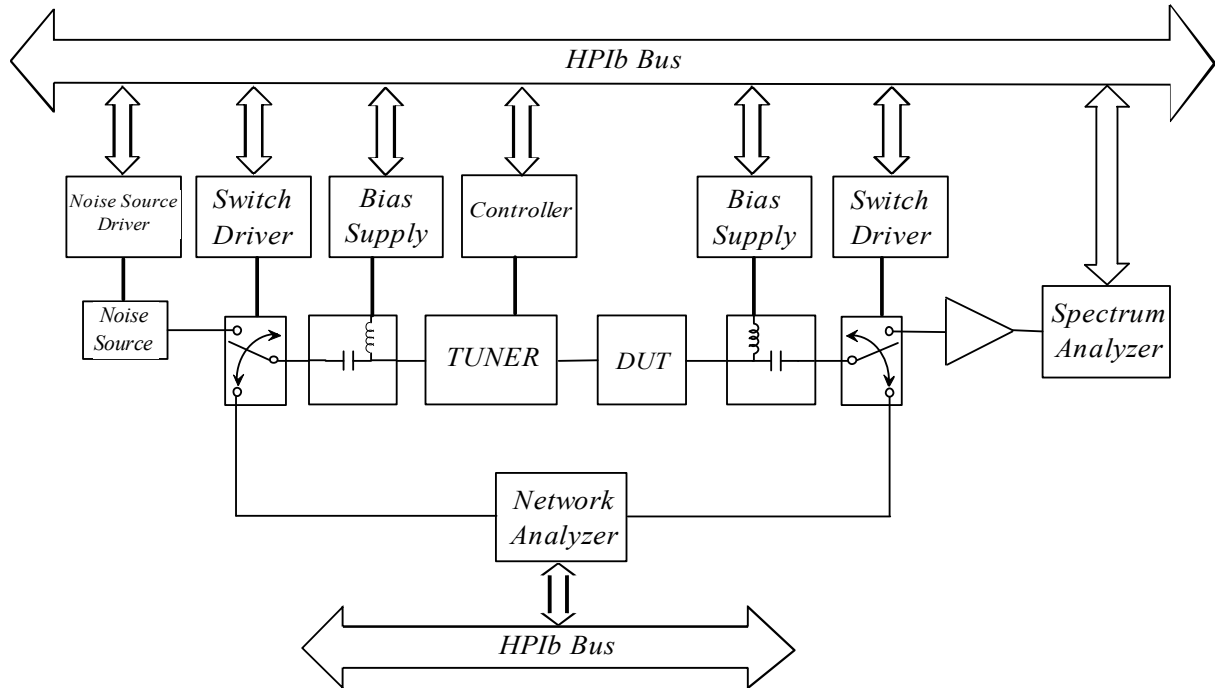 HPIb Bus
Noise Source
Driver
Switch
Driver
Bias
Supply
Controller
Bias
Supply
Switch
Driver
Noise
Source
TUNER
DUT
Spectrum
Analyzer
Network
Analyzer
HPIb Bus